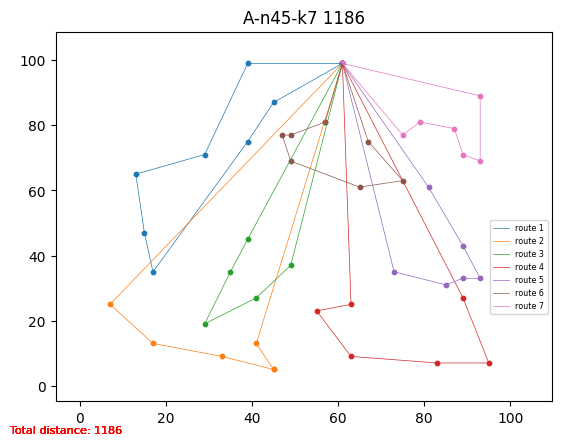 A-n45-k7 1186
100
80
60
40
20
0
route 1
route 2
route 3
route 4
route 5
route 6
route 7
0 20 40 60 80 100
Total distance: 1186